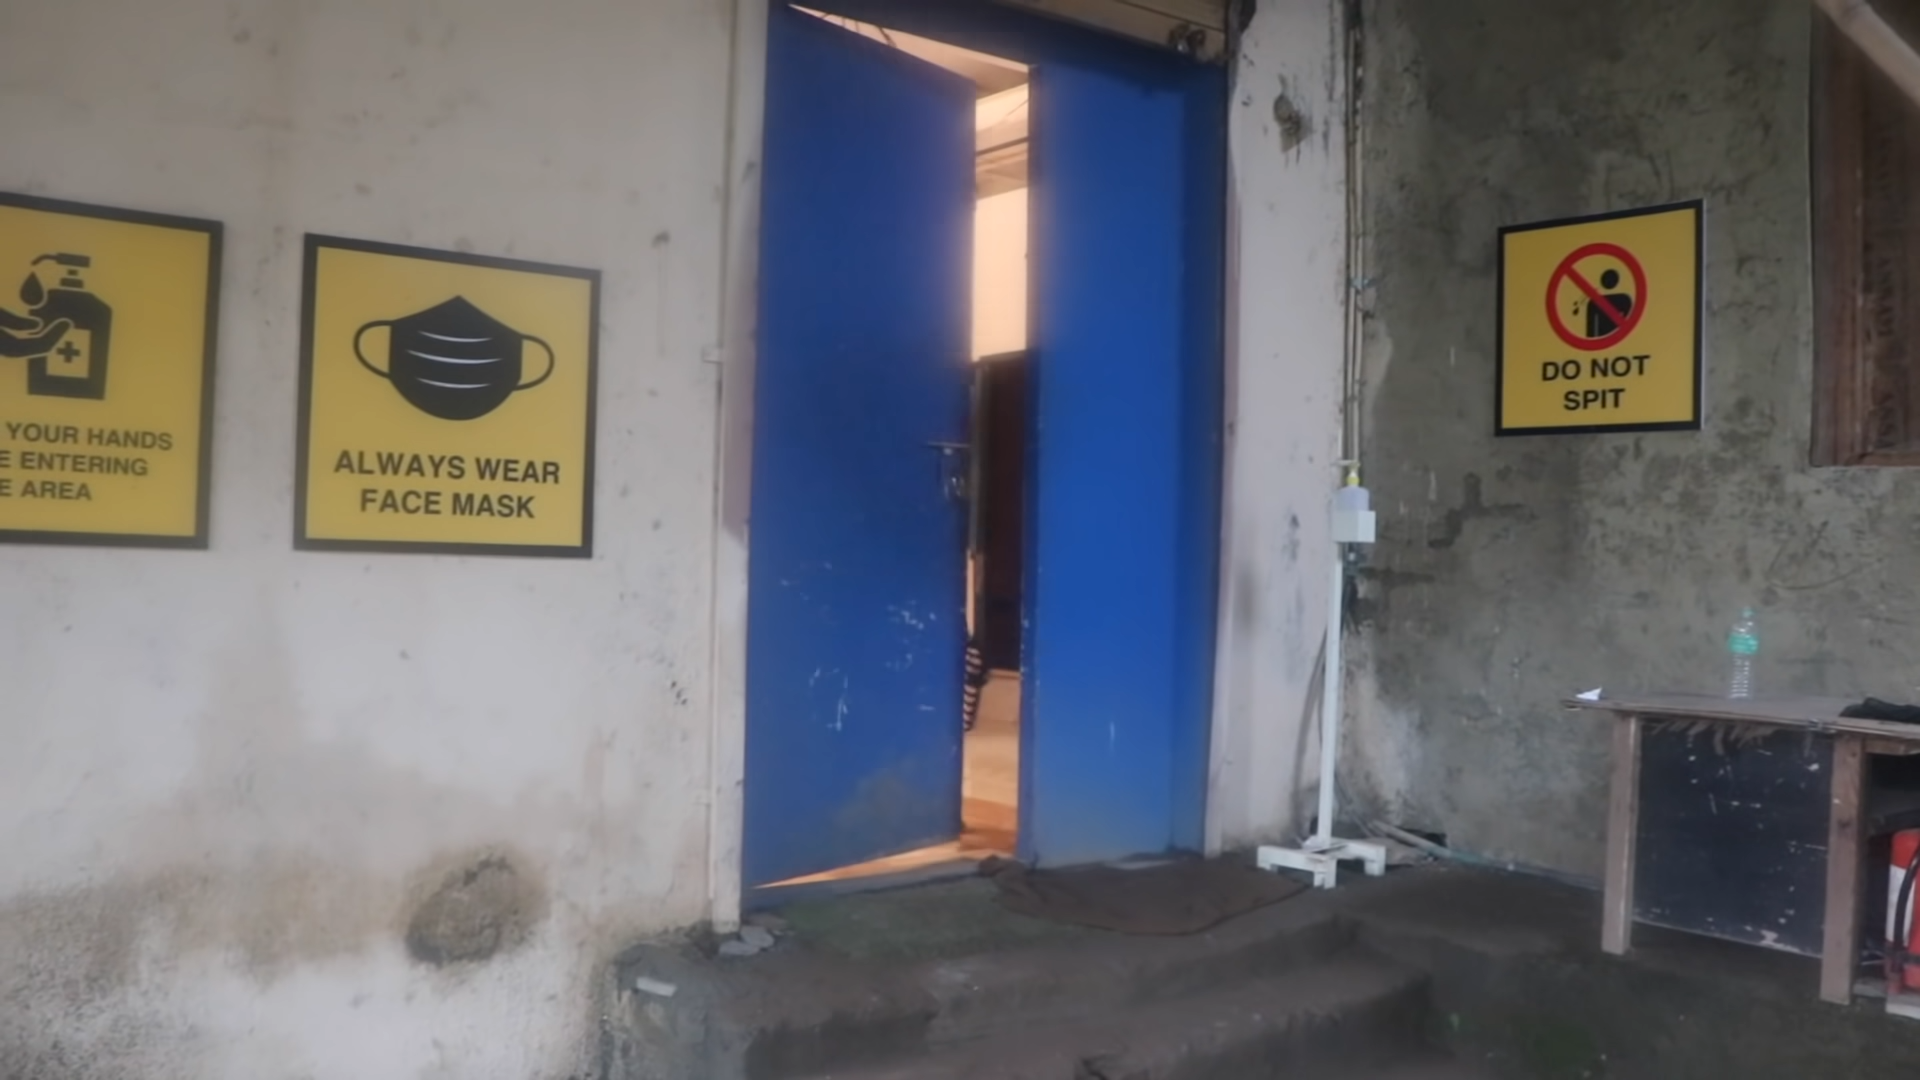 YOUR HANDS
E ENTERING
E AREA
ALWAYS WEAR
FACE MASK
DO NOT
SPIT